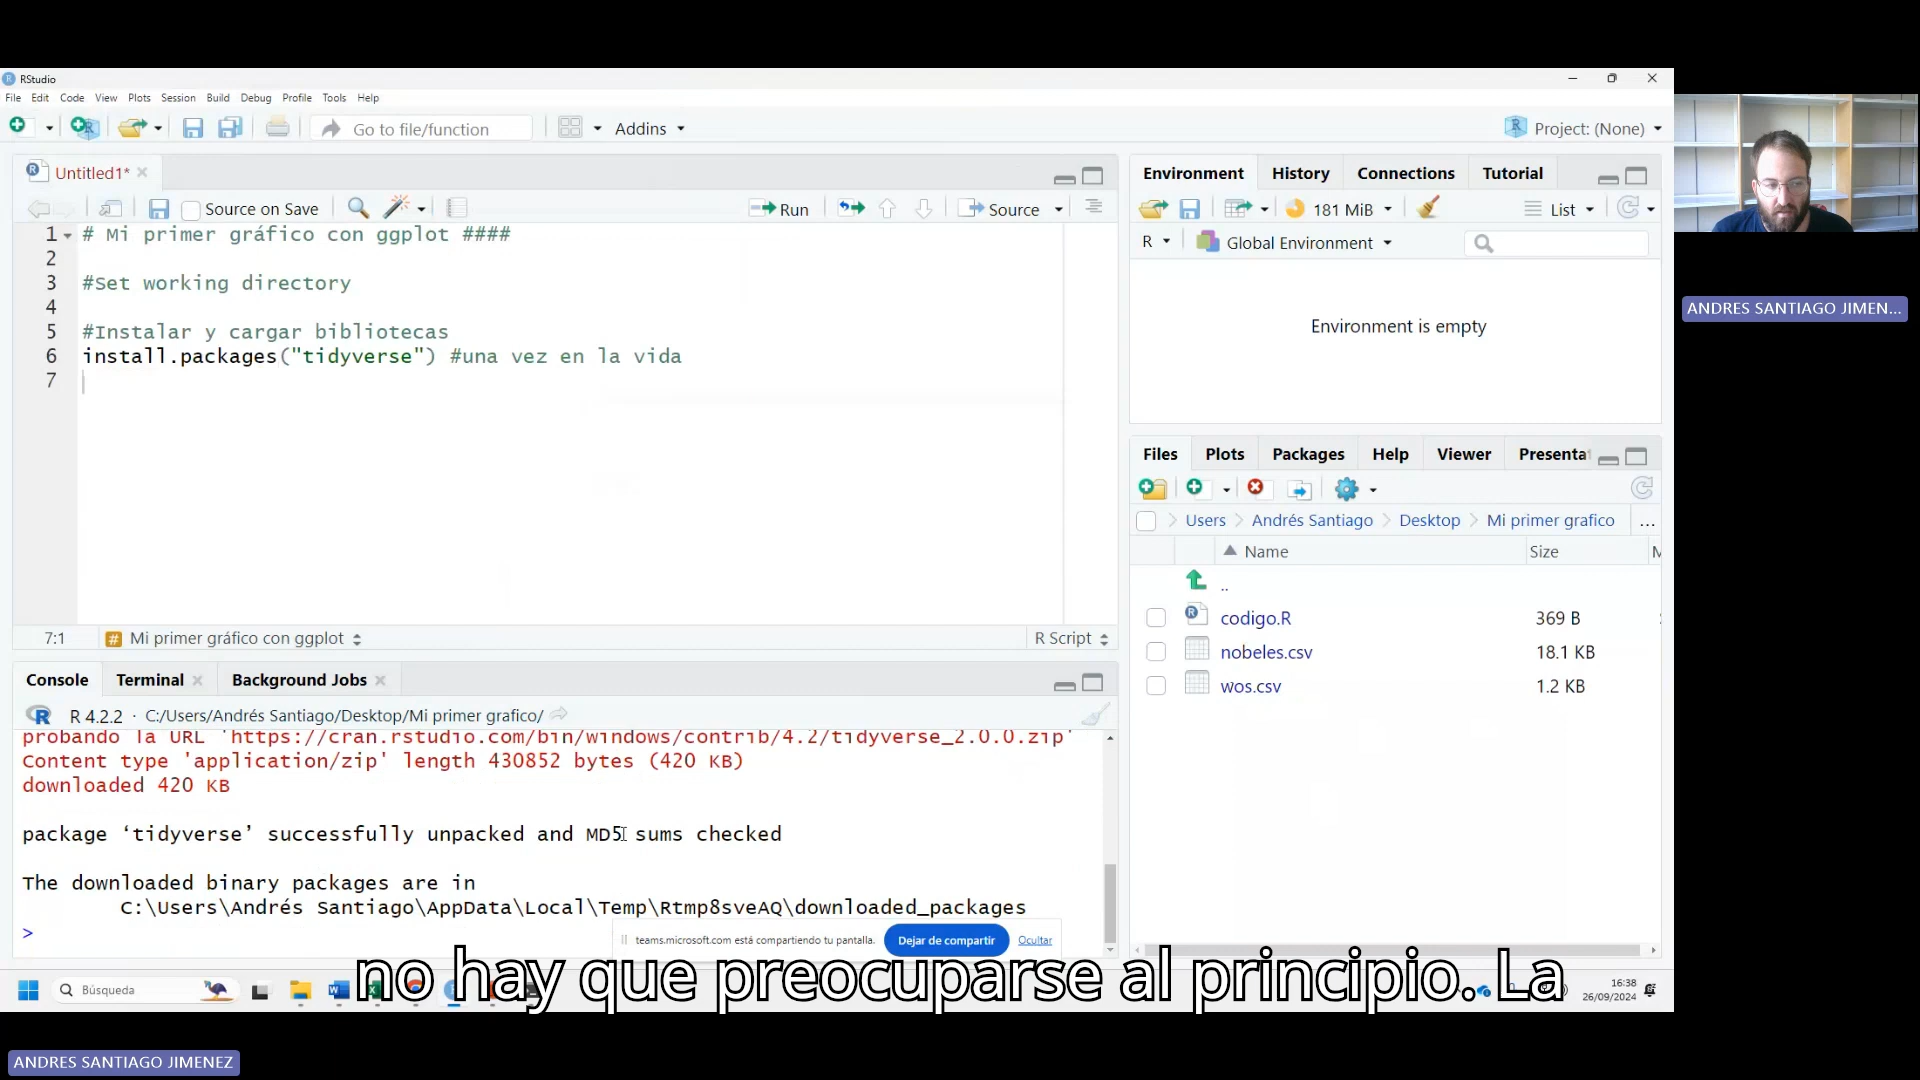 RStudio
File Edit Code View Plots Session Build Debug Profile Tools Help
Go to file/function Addins Project: (None)
Untitled1*
Source on Save Run Source
1 # Mi primer gráfico con ggplot ####
2
3 #Set working directory
4
5 #Instalar y cargar bibliotecas
6 install.packages("tidyverse") #una vez en la vida
7
7:1 # Mi primer gráfico con ggplot R Script
Console Terminal Background Jobs
R 4.2.2 · C:/Users/Andrés Santiago/Desktop/Mi primer grafico/
probando la URL 'https://cran.rstudio.com/bin/windows/contrib/4.2/tidyverse_2.0.0.zip'
Content type 'application/zip' length 430852 bytes (420 KB)
downloaded 420 KB
package ‘tidyverse’ successfully unpacked and MD5 sums checked
The downloaded binary packages are in
C:\Users\Andrés Santiago\AppData\Local\Temp\Rtmp8sveAQ\downloaded_packages
>
Environment History Connections Tutorial
181 MiB List
R Global Environment
Environment is empty
Files Plots Packages Help Viewer Presentat
Users Andrés Santiago Desktop Mi primer grafico ...
Name Size M
..
codigo.R 369 B
nobeles.csv 18.1 KB
wos.csv 1.2 KB
teams.microsoft.com está compartiendo tu pantalla. Dejar de compartir Ocultar
no hay que preocuparse al principio. La
Búsqueda
16:38
26/09/2024
ANDRES SANTIAGO JIMEN...
ANDRES SANTIAGO JIMENEZ